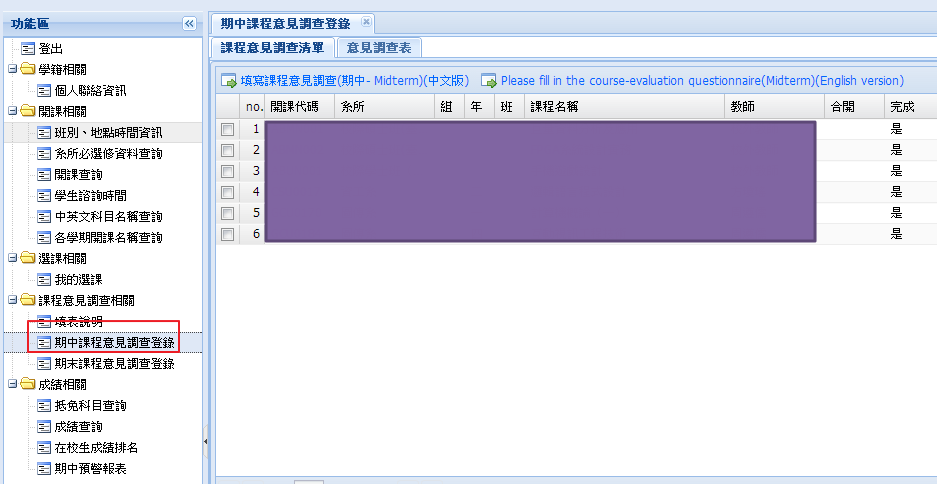 功能區
登出
學籍相關
個人聯絡資訊
開課相關
班別、地點時間資訊
系所必選修資料查詢
開課查詢
學生諮詢時間
中英文科目名稱查詢
各學期開課名稱查詢
選課相關
我的選課
課程意見調查相關
填表說明
期中課程意見調查登錄
期末課程意見調查登錄
成績相關
抵免科目查詢
成績查詢
在校生成績排名
期中預警報表
期中課程意見調查登錄
課程意見調查清單 意見調查表
填寫課程意見調查(期中- Midterm)(中文版) Please fill in the course-evaluation questionnaire(Midterm)(English version)
no. 開課代碼 系所 組 年 班 課程名稱 教師 合開 完成
1 是
2 是
3 是
4 是
5 是
6 是